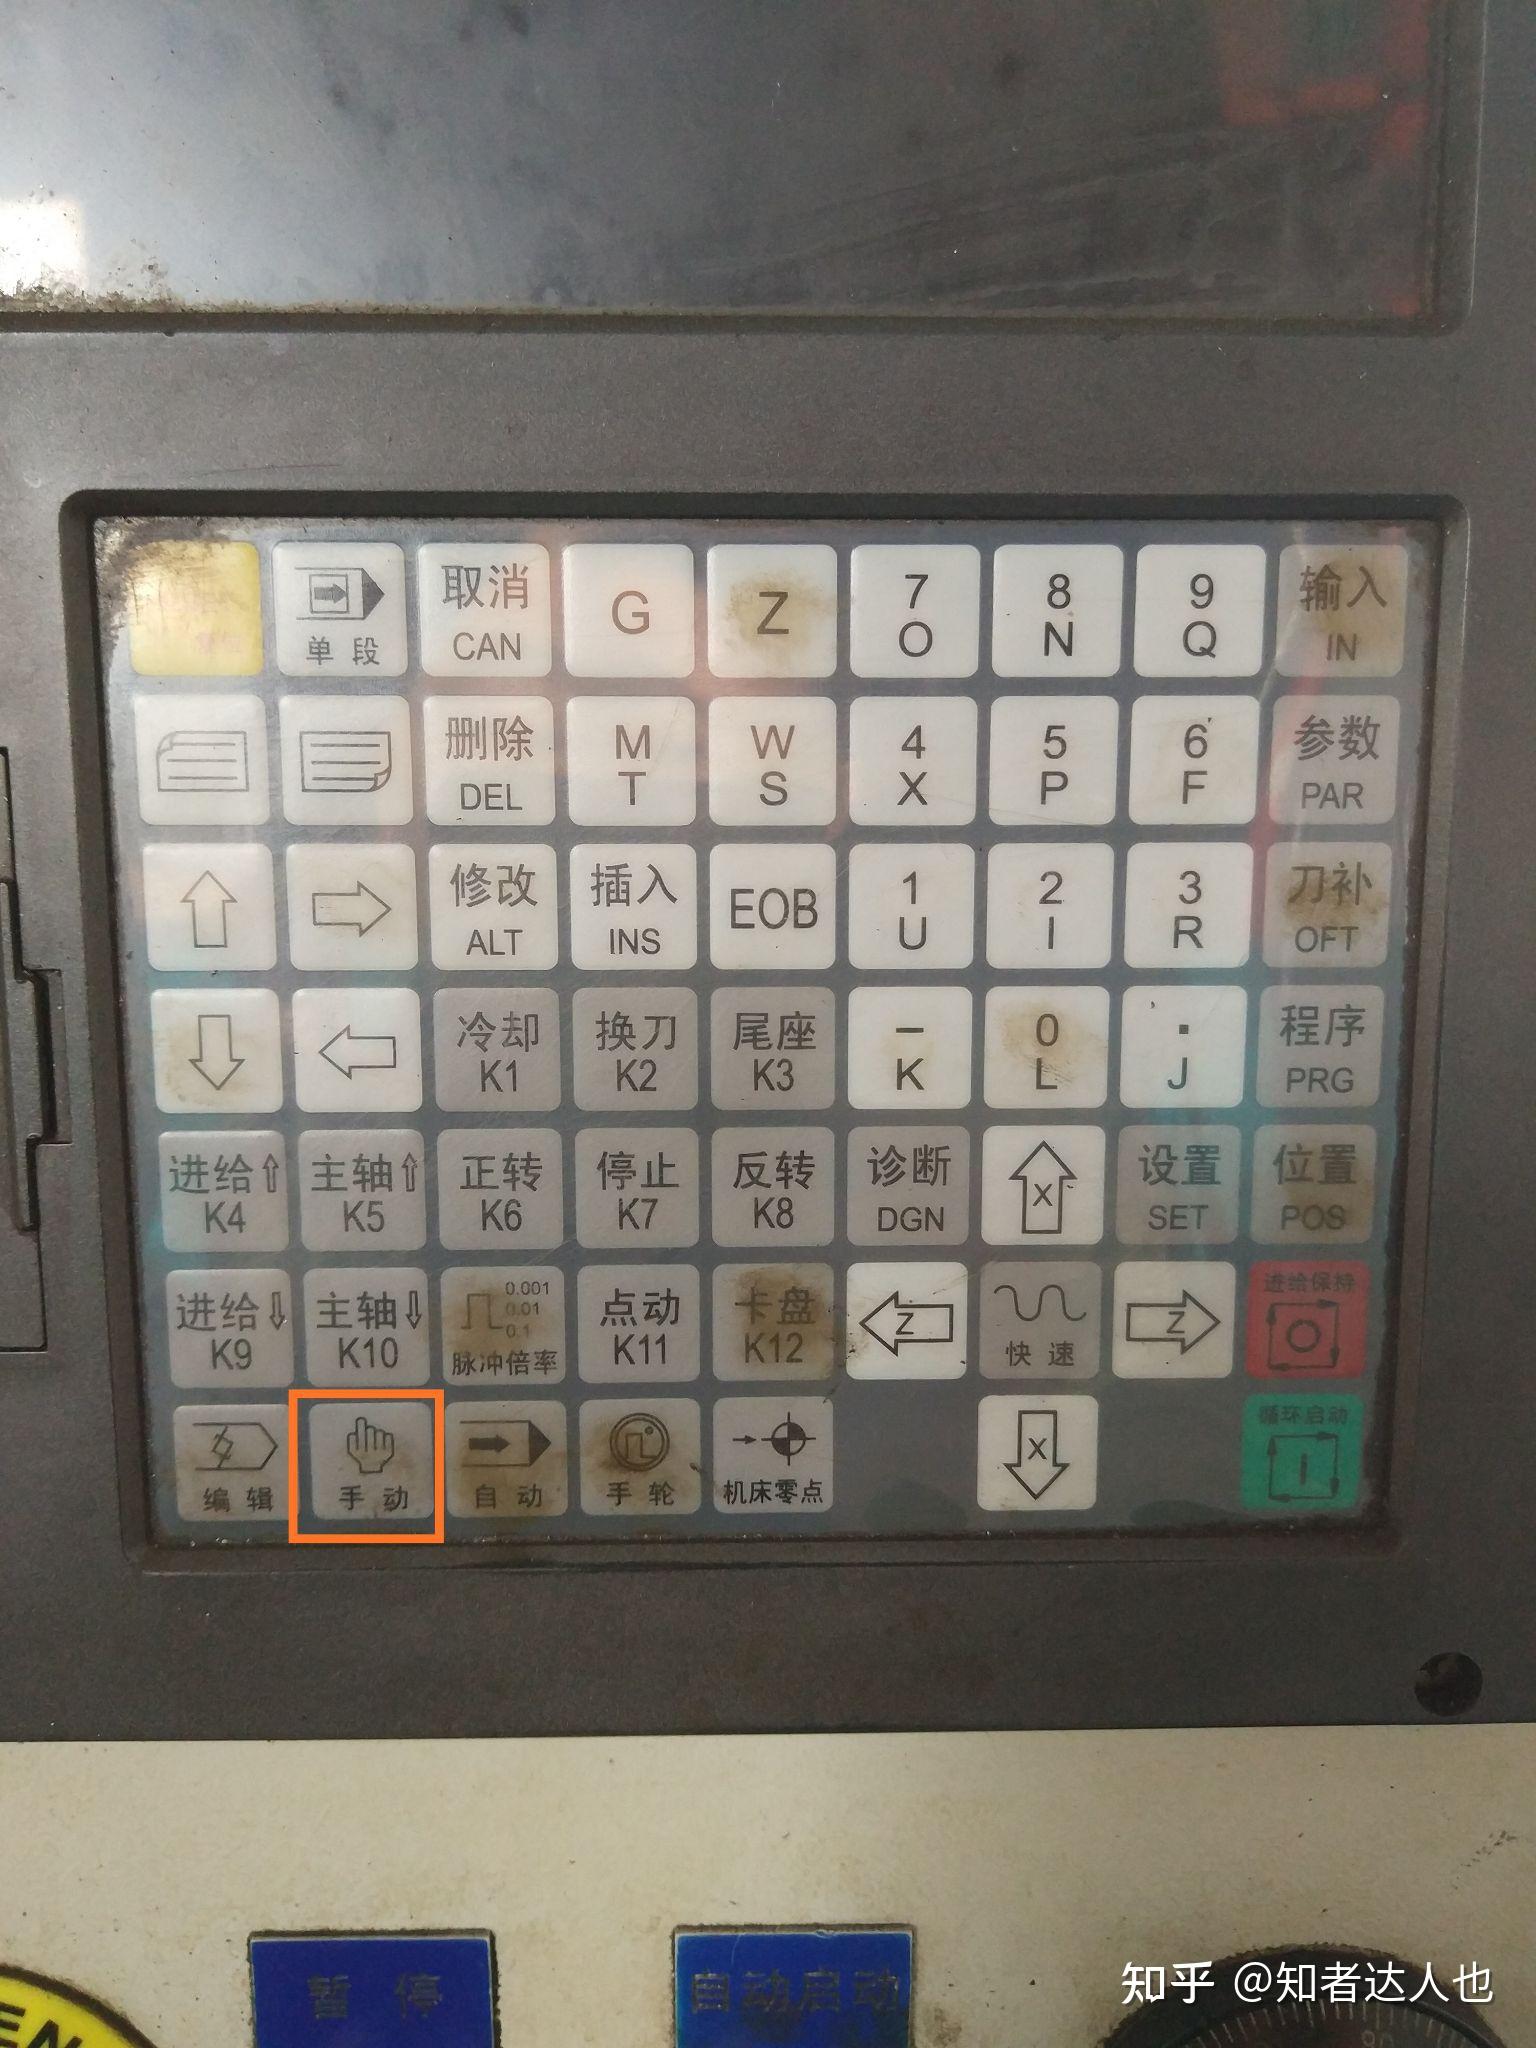 单 段
取消
CAN
G
Z
7
O
8
N
9
Q
输入
IN
删除
DEL
M
T
W
S
4
X
5
P
6
F
参数
PAR
修改
ALT
插入
INS
EOB
1
U
2
I
3
R
刀补
OFT
冷却
K1
换刀
K2
尾座
K3
-
K
0
L
.
J
程序
PRG
进给⇧
K4
主轴⇧
K5
正转
K6
停止
K7
反转
K8
诊断
DGN
X
设置
SET
位置
POS
进给⇩
K9
主轴⇩
K10
0.001
0.01
0.1
脉冲倍率
点动
K11
卡盘
K12
Z
快 速
Z
进给保持
编 辑
手 动
自 动
手 轮
机床零点
X
循环启动
暂 停
自动启动
EN
90
知乎 @知者达人也